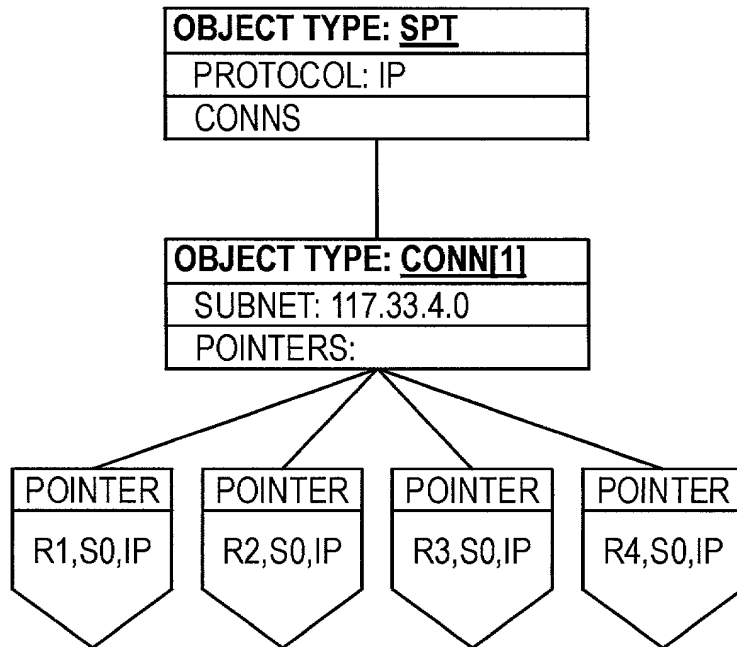 OBJECT TYPE: SPT
PROTOCOL: IP
CONNS
OBJECT TYPE: CONN[1]
SUBNET: 117.33.4.0
POINTERS:
POINTER
R1,S0,IP
POINTER
R2,S0,IP
POINTER
R3,S0,IP
POINTER
R4,S0,IP